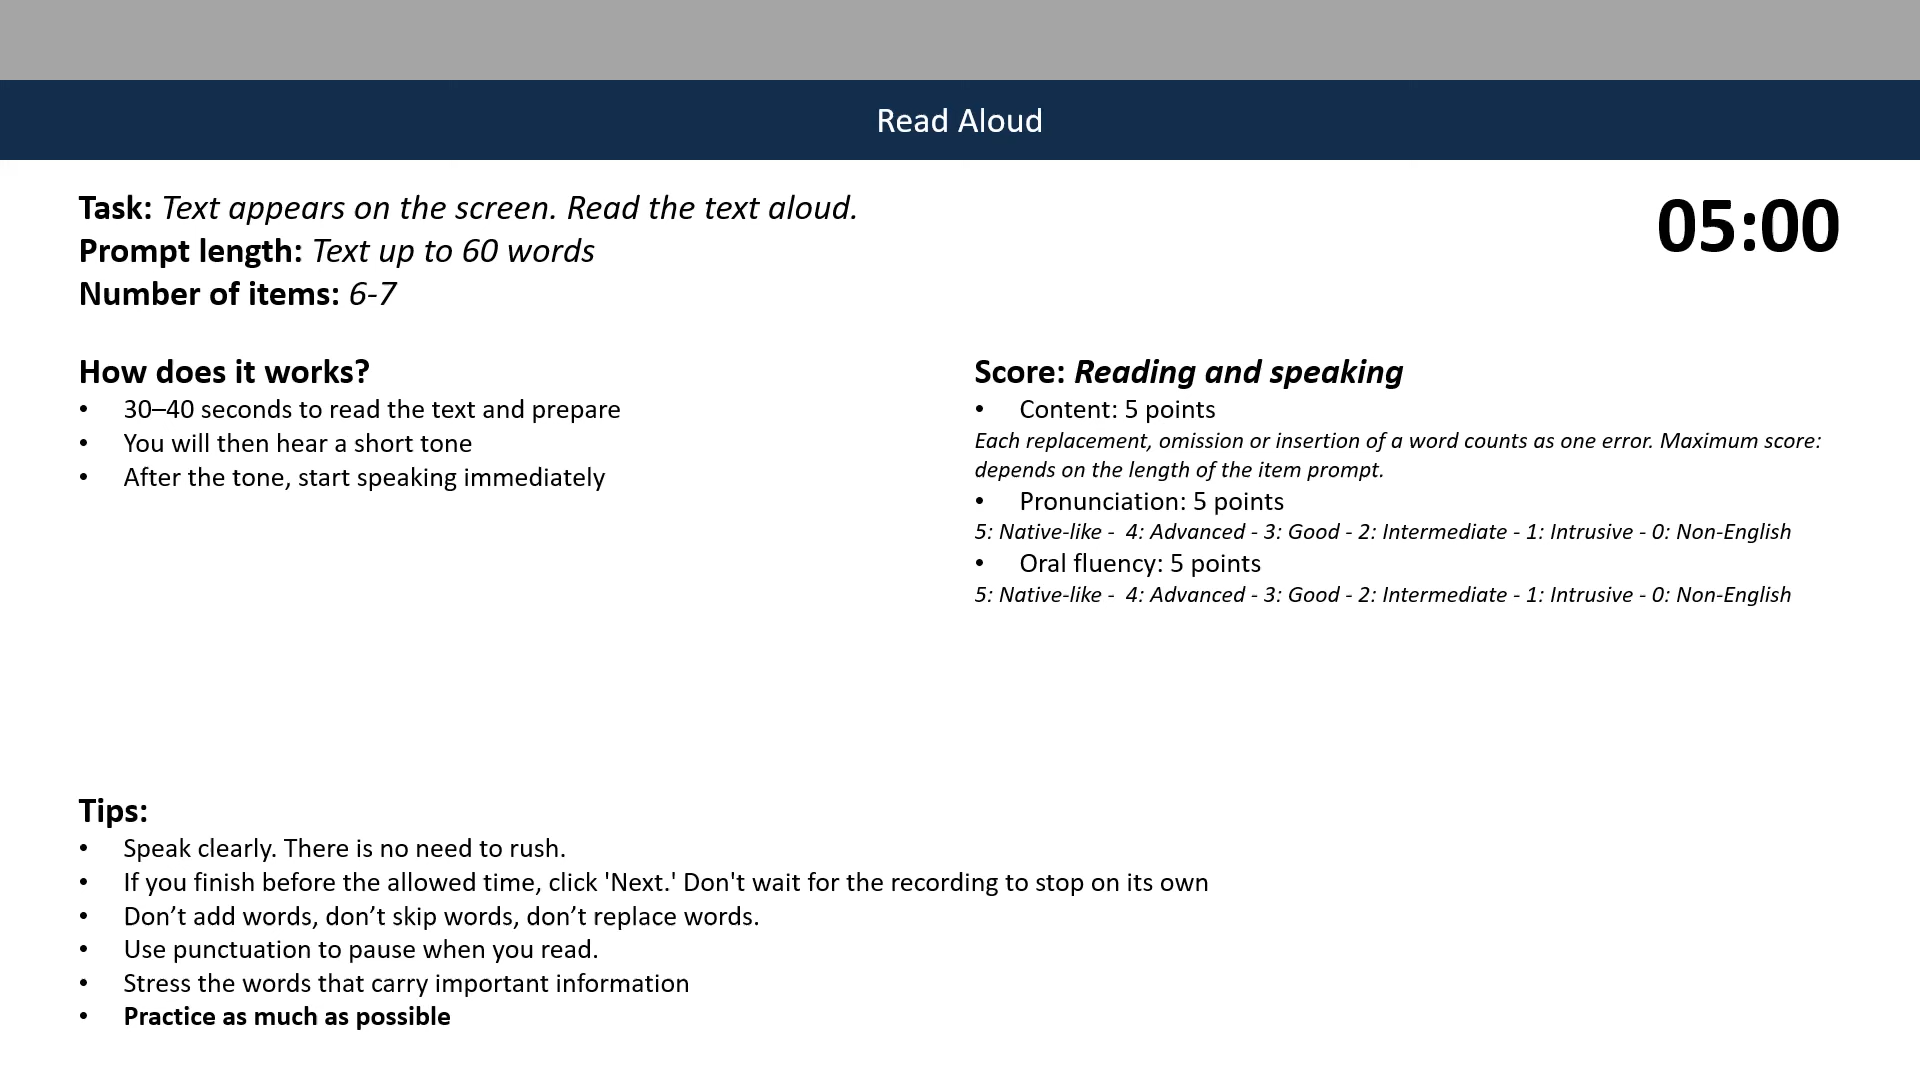 Read Aloud
Task: Text appears on the screen. Read the text aloud.
Prompt length: Text up to 60 words
Number of items: 6-7
05:00
How does it works?
• 30–40 seconds to read the text and prepare
• You will then hear a short tone
• After the tone, start speaking immediately
Score: Reading and speaking
• Content: 5 points
Each replacement, omission or insertion of a word counts as one error. Maximum score:
depends on the length of the item prompt.
• Pronunciation: 5 points
5: Native-like -  4: Advanced - 3: Good - 2: Intermediate - 1: Intrusive - 0: Non-English
• Oral fluency: 5 points
5: Native-like -  4: Advanced - 3: Good - 2: Intermediate - 1: Intrusive - 0: Non-English
Tips:
• Speak clearly. There is no need to rush.
• If you finish before the allowed time, click 'Next.' Don't wait for the recording to stop on its own
• Don’t add words, don’t skip words, don’t replace words.
• Use punctuation to pause when you read.
• Stress the words that carry important information
• Practice as much as possible